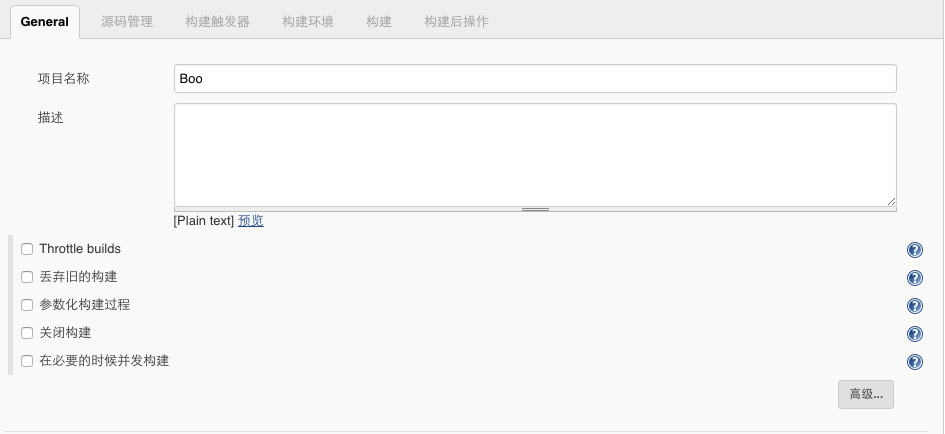 General 源码管理 构建触发器 构建环境 构建 构建后操作
项目名称 Boo
描述
[Plain text] 预览
Throttle builds
丢弃旧的构建
参数化构建过程
关闭构建
在必要的时候并发构建
高级...